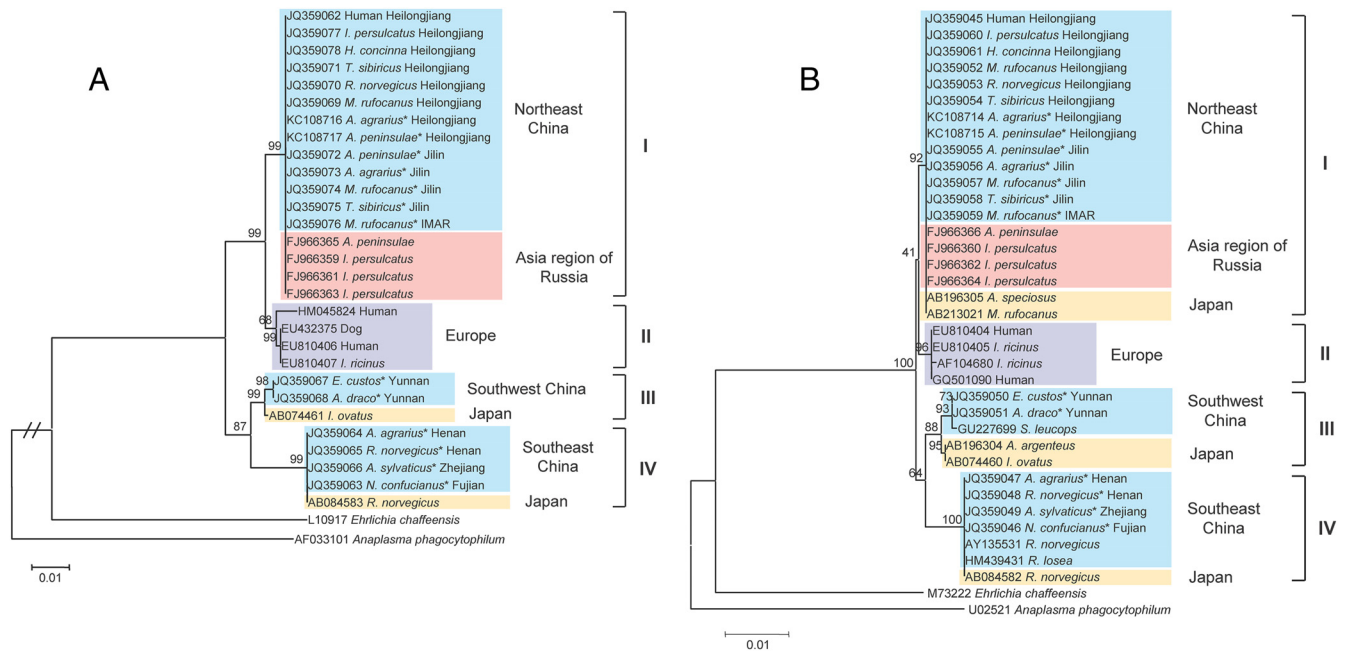 A
JQ359062 Human Heilongjiang
JQ359077 I. persulcatus Heilongjiang
JQ359078 H. concinna Heilongjiang
JQ359071 T. sibiricus Heilongjiang
JQ359070 R. norvegicus Heilongjiang
JQ359069 M. rufocanus Heilongjiang
KC108716 A. agrarius* Heilongjiang
KC108717 A. peninsulae* Heilongjiang
JQ359072 A. peninsulae* Jilin
JQ359073 A. agrarius* Jilin
JQ359074 M. rufocanus* Jilin
JQ359075 T. sibiricus* Jilin
JQ359076 M. rufocanus* IMAR
Northeast
China
FJ966365 A. peninsulae
FJ966359 I. persulcatus
FJ966361 I. persulcatus
FJ966363 I. persulcatus
Asia region of
Russia
I
HM045824 Human
EU432375 Dog
EU810406 Human
EU810407 I. ricinus
Europe
II
JQ359067 E. custos* Yunnan
JQ359068 A. draco* Yunnan
Southwest China
AB074461 I. ovatus
Japan
III
JQ359064 A. agrarius* Henan
JQ359065 R. norvegicus* Henan
JQ359066 A. sylvaticus* Zhejiang
JQ359063 N. confucianus* Fujian
Southeast
China
AB084583 R. norvegicus
Japan
IV
L10917 Ehrlichia chaffeensis
AF033101 Anaplasma phagocytophilum
99
99
68
99
98
99
87
99
0.01
B
JQ359045 Human Heilongjiang
JQ359060 I. persulcatus Heilongjiang
JQ359061 H. concinna Heilongjiang
JQ359052 M. rufocanus Heilongjiang
JQ359053 R. norvegicus Heilongjiang
JQ359054 T. sibiricus Heilongjiang
KC108714 A. agrarius* Heilongjiang
KC108715 A. peninsulae* Heilongjiang
JQ359055 A. peninsulae* Jilin
JQ359056 A. agrarius* Jilin
JQ359057 M. rufocanus* Jilin
JQ359058 T. sibiricus* Jilin
JQ359059 M. rufocanus* IMAR
Northeast
China
FJ966366 A. peninsulae
FJ966360 I. persulcatus
FJ966362 I. persulcatus
FJ966364 I. persulcatus
Asia region of
Russia
AB196305 A. speciosus
AB213021 M. rufocanus
Japan
I
EU810404 Human
EU810405 I. ricinus
AF104680 I. ricinus
GQ501090 Human
Europe
II
JQ359050 E. custos* Yunnan
JQ359051 A. draco* Yunnan
GU227699 S. leucops
Southwest
China
AB196304 A. argenteus
AB074460 I. ovatus
Japan
III
JQ359047 A. agrarius* Henan
JQ359048 R. norvegicus* Henan
JQ359049 A. sylvaticus* Zhejiang
JQ359046 N. confucianus* Fujian
AY135531 R. norvegicus
HM439431 R. losea
Southeast
China
AB084582 R. norvegicus
Japan
IV
M73222 Ehrlichia chaffeensis
U02521 Anaplasma phagocytophilum
92
41
96
100
73
93
88
95
64
100
0.01